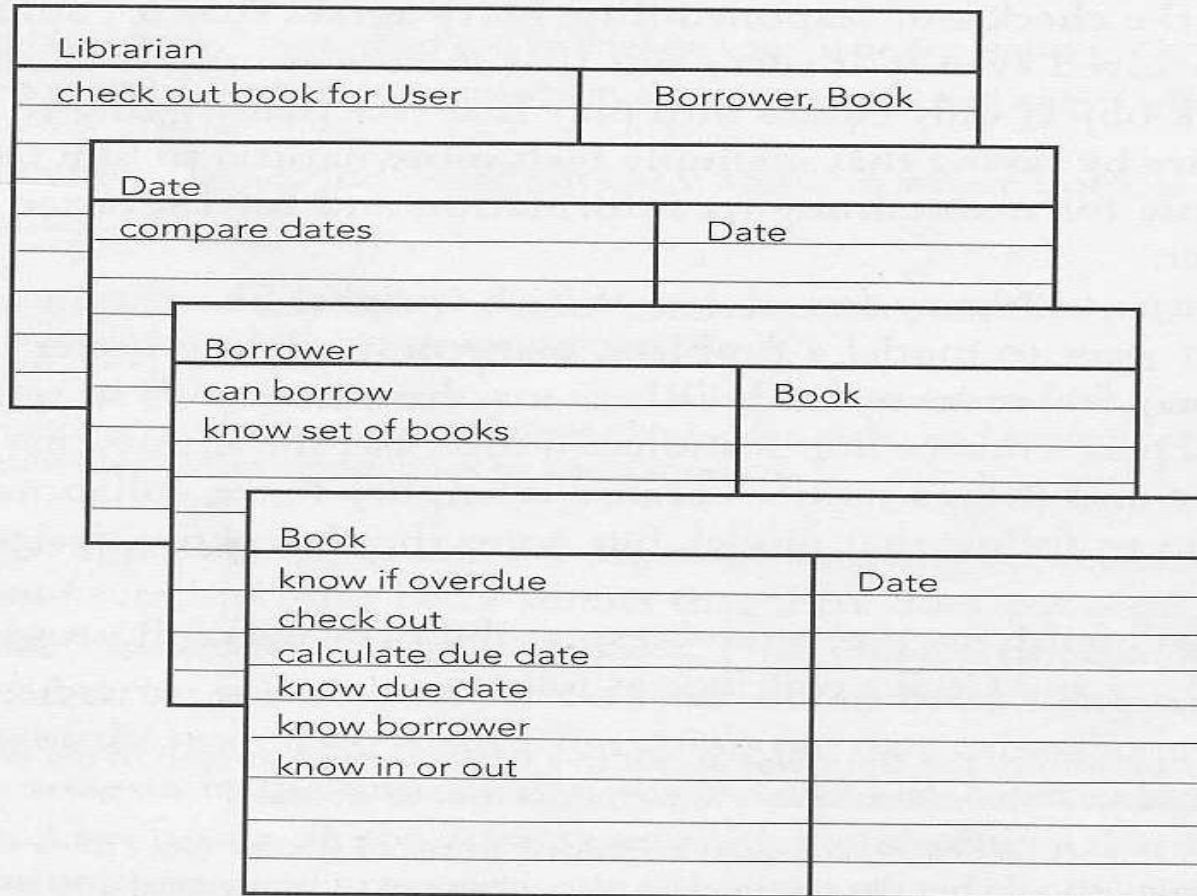 Librarian
check out book for User Borrower, Book
Date
compare dates Date
Borrower
can borrow Book
know set of books
Book
know if overdue Date
check out
calculate due date
know due date
know borrower
know in or out